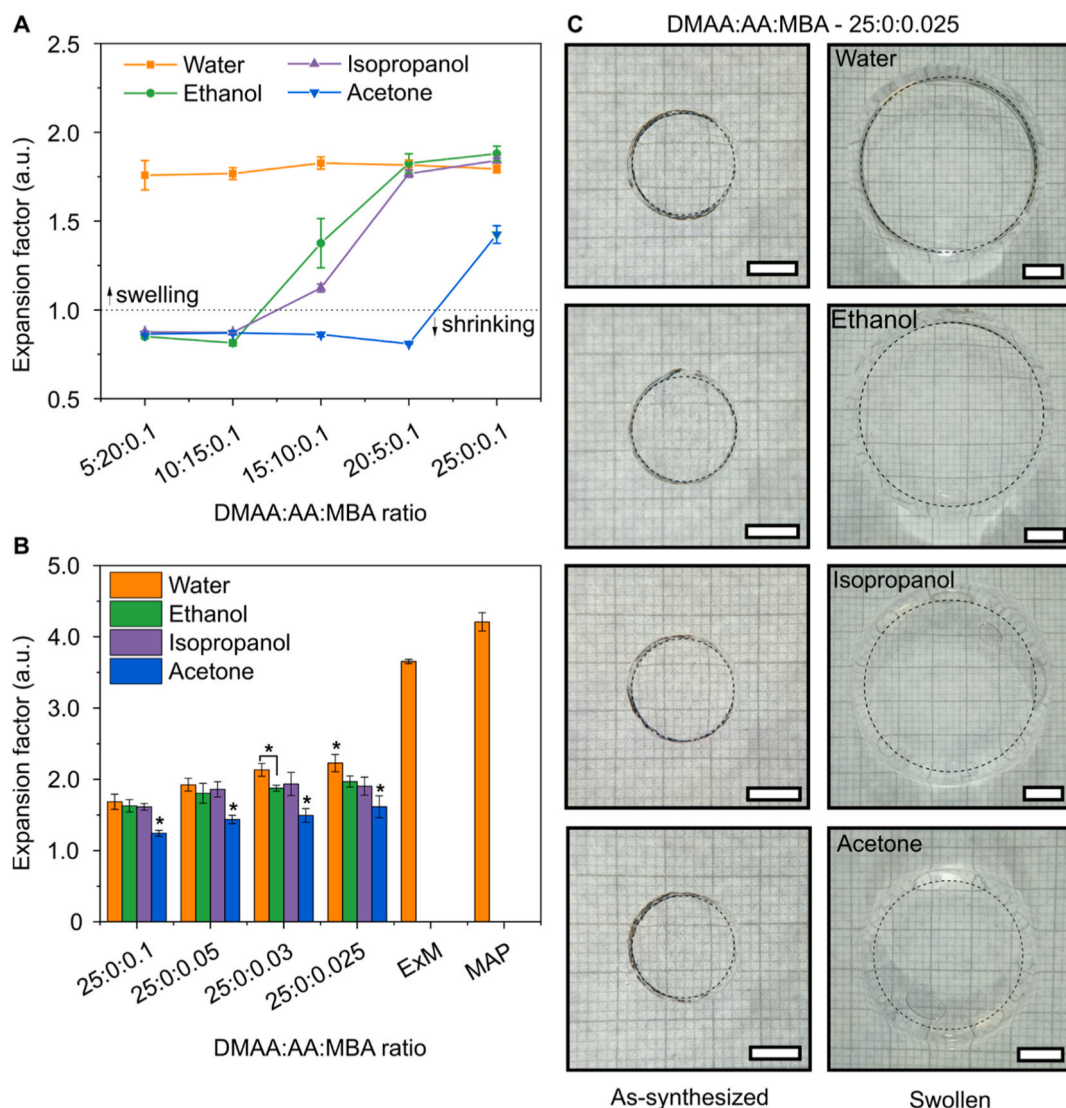 A
2.5
2.0
1.5
1.0
0.5
Expansion factor (a.u.)
Water
Ethanol
Isopropanol
Acetone
swelling
shrinking
5:20:0.1
10:15:0.1
15:10:0.1
20:5:0.1
25:0:0.1
DMAA:AA:MBA ratio
B
5.0
4.0
3.0
2.0
1.0
0
Expansion factor (a.u.)
Water
Ethanol
Isopropanol
Acetone
*
*
*
*
*
*
25:0:0.1
25:0:0.05
25:0:0.03
25:0:0.025
ExM
MAP
DMAA:AA:MBA ratio
C
DMAA:AA:MBA - 25:0:0.025
Water
Ethanol
Isopropanol
Acetone
As-synthesized
Swollen